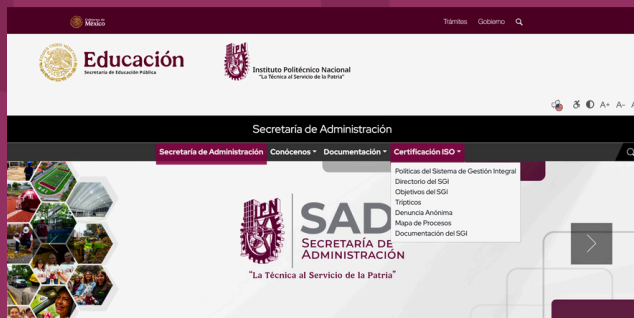 Gobierno de
México
Trámites Gobierno
Educación
Secretaría de Educación Pública
Instituto Politécnico Nacional
"La Técnica al Servicio de la Patria"
A+ A-
Secretaría de Administración
Secretaría de Administración Conócenos Documentación Certificación ISO
Políticas del Sistema de Gestión Integral
Directorio del SGI
Objetivos del SGI
Trípticos
Denuncia Anónima
Mapa de Procesos
Documentación del SGI
IPN
SAD
SECRETARÍA DE
ADMINISTRACIÓN
"La Técnica al Servicio de la Patria"